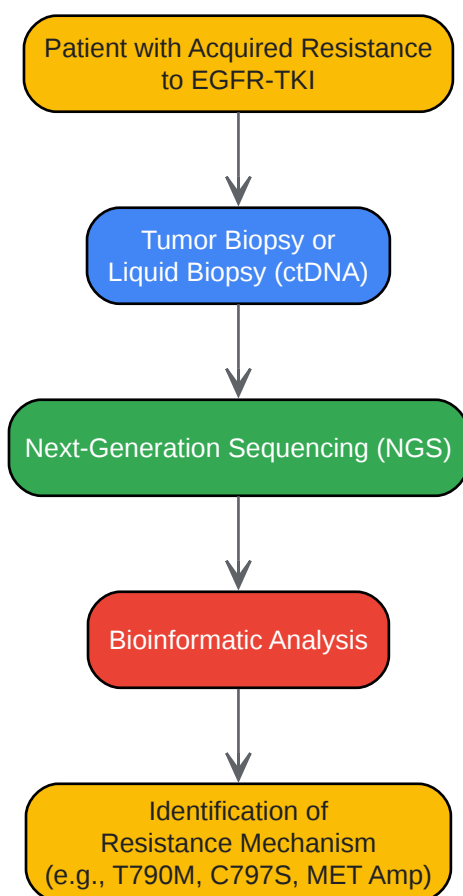 Patient with Acquired Resistance
to EGFR-TKI
Tumor Biopsy or
Liquid Biopsy (ctDNA)
Next-Generation Sequencing (NGS)
Bioinformatic Analysis
Identification of
Resistance Mechanism
(e.g., T790M, C797S, MET Amp)